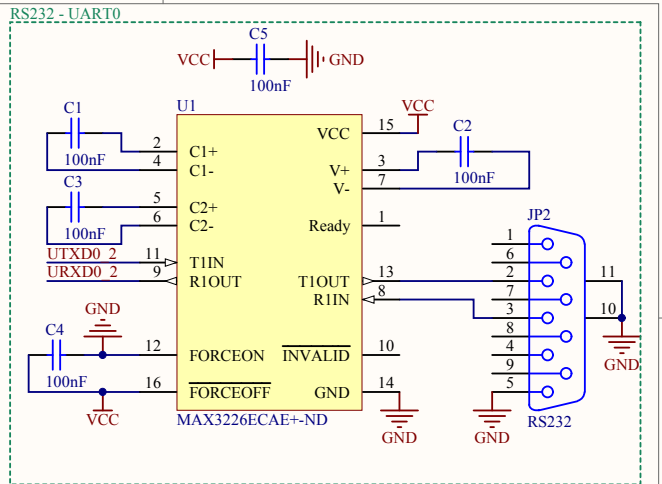 RS232 - UART0
C5
VCC
GND
100nF
C1
U1
VCC
2
C1+
VCC
15
C2
100nF
4
C1-
V+
3
C3
V-
7
100nF
5
C2+
6
C2-
Ready
1
JP2
100nF
1
UTXD0_2
11
T1IN
6
URXD0_2
9
R1OUT
T1OUT
13
2
11
R1IN
8
7
GND
3
10
C4
8
12
FORCEON
INVALID
10
4
GND
100nF
9
16
FORCEOFF
GND
14
5
VCC
MAX3226ECAE+-ND
GND
GND
RS232